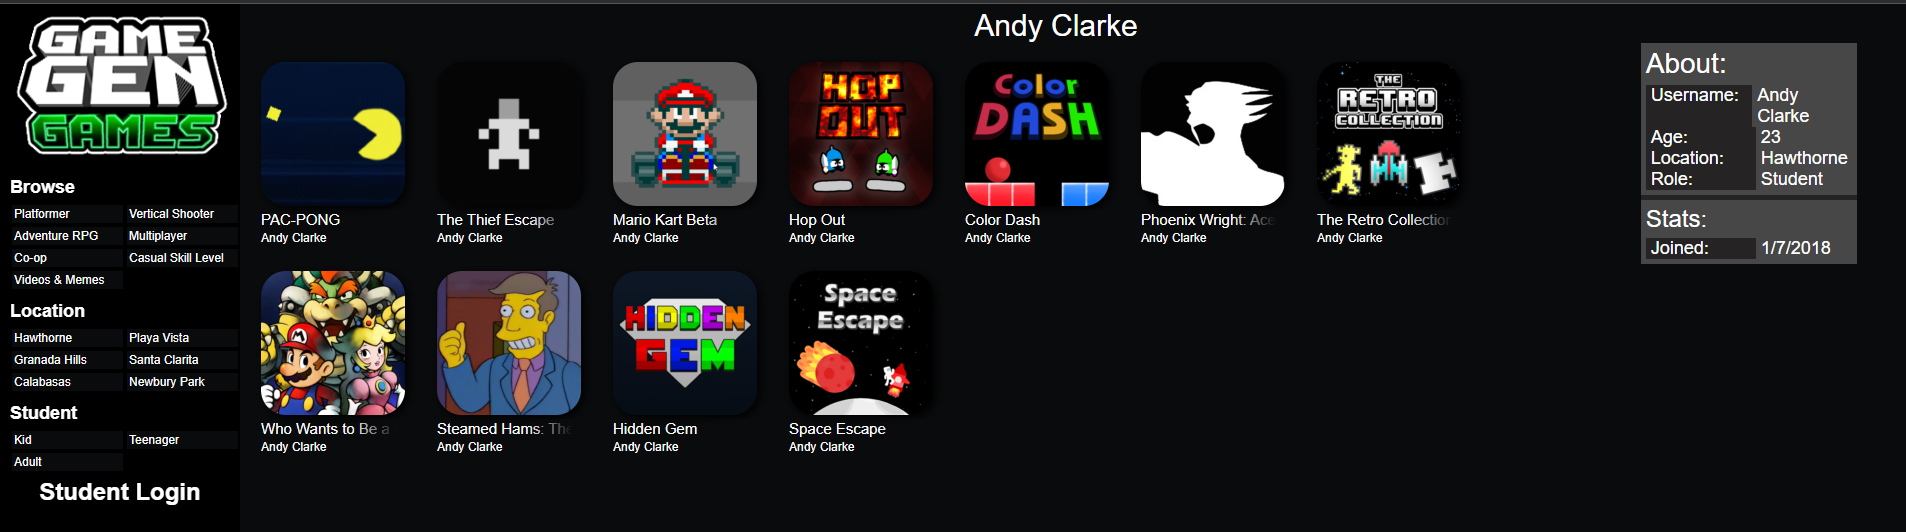 GAME
GEN
GAMES
Browse
Platformer Vertical Shooter
Adventure RPG Multiplayer
Co-op Casual Skill Level
Videos & Memes
Location
Hawthorne Playa Vista
Granada Hills Santa Clarita
Calabasas Newbury Park
Student
Kid Teenager
Adult
Student Login
Andy Clarke
HOP
OUT
Color
DASH
THE
RETRO
COLLECTION
PAC-PONG
Andy Clarke
The Thief Escape
Andy Clarke
Mario Kart Beta
Andy Clarke
Hop Out
Andy Clarke
Color Dash
Andy Clarke
Phoenix Wright: Ace
Andy Clarke
The Retro Collection
Andy Clarke
HIDDEN
GEM
Space
Escape
Who Wants to Be a
Andy Clarke
Steamed Hams: The
Andy Clarke
Hidden Gem
Andy Clarke
Space Escape
Andy Clarke
About:
Username: Andy
Clarke
Age: 23
Location: Hawthorne
Role: Student
Stats:
Joined: 1/7/2018